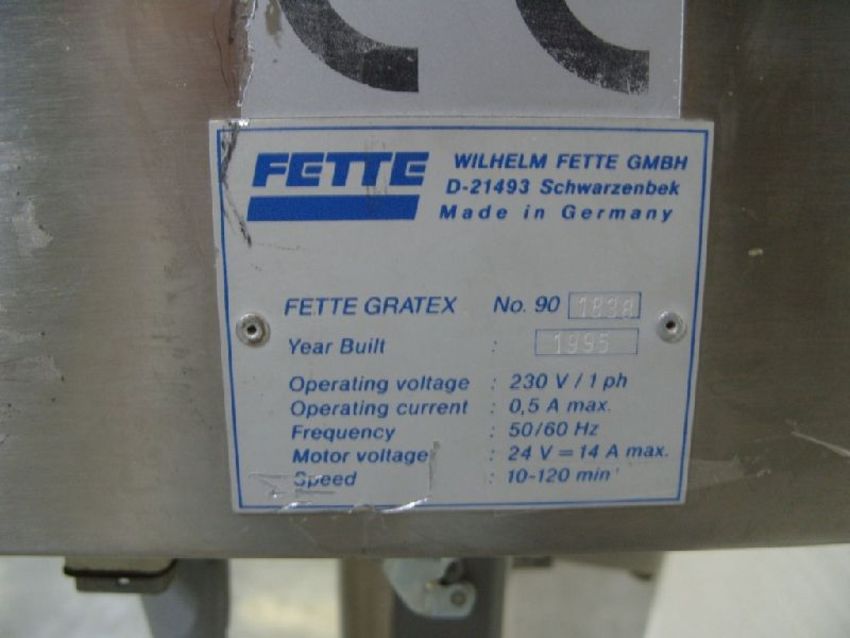 FETTE
WILHELM FETTE GMBH
D-21493 Schwarzenbek
Made in Germany
FETTE GRATEX No. 90
Year Built : 1995
Operating voltage : 230 V / 1 ph
Operating current : 0,5 A max.
Frequency : 50/60 Hz
Motor voltage : 24 V = 14 A max.
Speed : 10-120 min